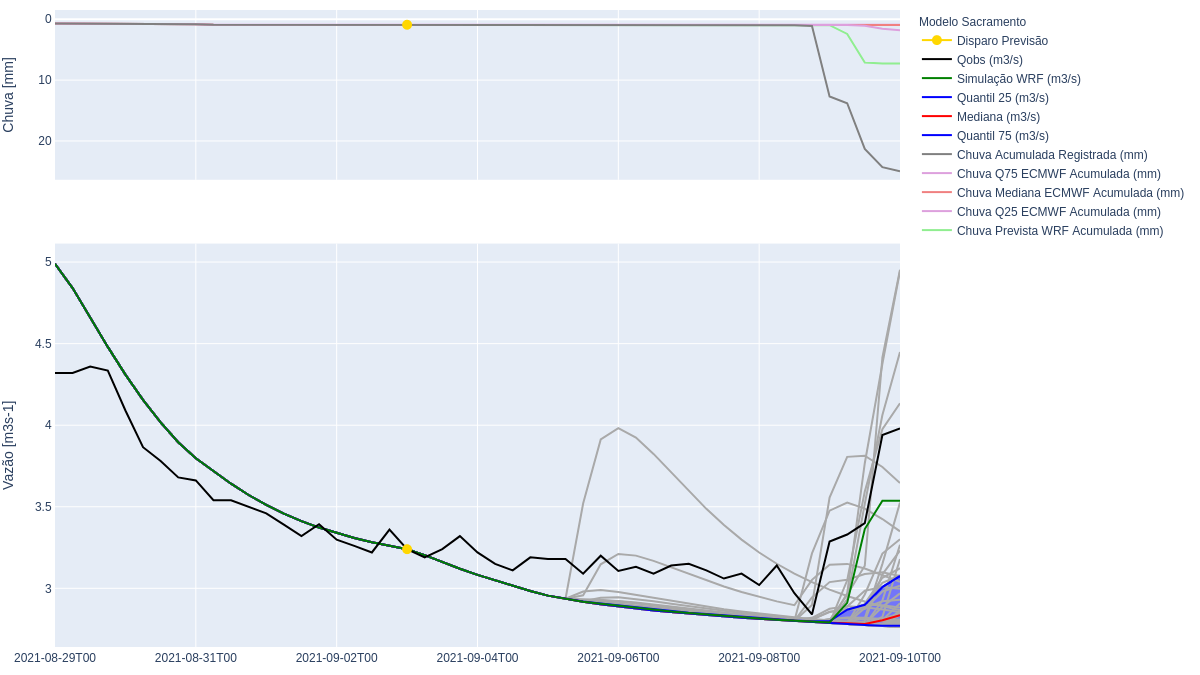 0
10
20
Chuva [mm]
Modelo Sacramento
Disparo Previsão
Qobs (m3/s)
Simulação WRF (m3/s)
Quantil 25 (m3/s)
Mediana (m3/s)
Quantil 75 (m3/s)
Chuva Acumulada Registrada (mm)
Chuva Q75 ECMWF Acumulada (mm)
Chuva Mediana ECMWF Acumulada (mm)
Chuva Q25 ECMWF Acumulada (mm)
Chuva Prevista WRF Acumulada (mm)
5
4.5
4
3.5
3
Vazão [m3s-1]
2021-08-29T00
2021-08-31T00
2021-09-02T00
2021-09-04T00
2021-09-06T00
2021-09-08T00
2021-09-10T00